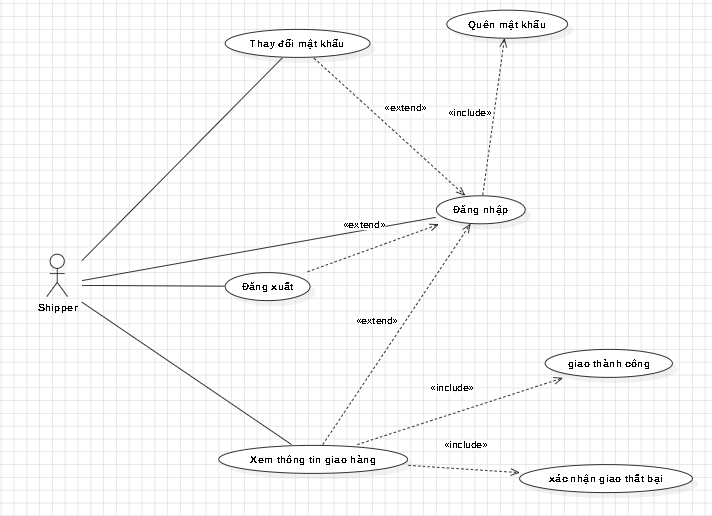 Quên mật khẩu
Thay đổi mật khẩu
«extend»
«include»
Đăng nhập
«extend»
Đăng xuất
Shipper
«extend»
giao thành công
«include»
«include»
Xem thông tin giao hàng
xác nhận giao thất bại